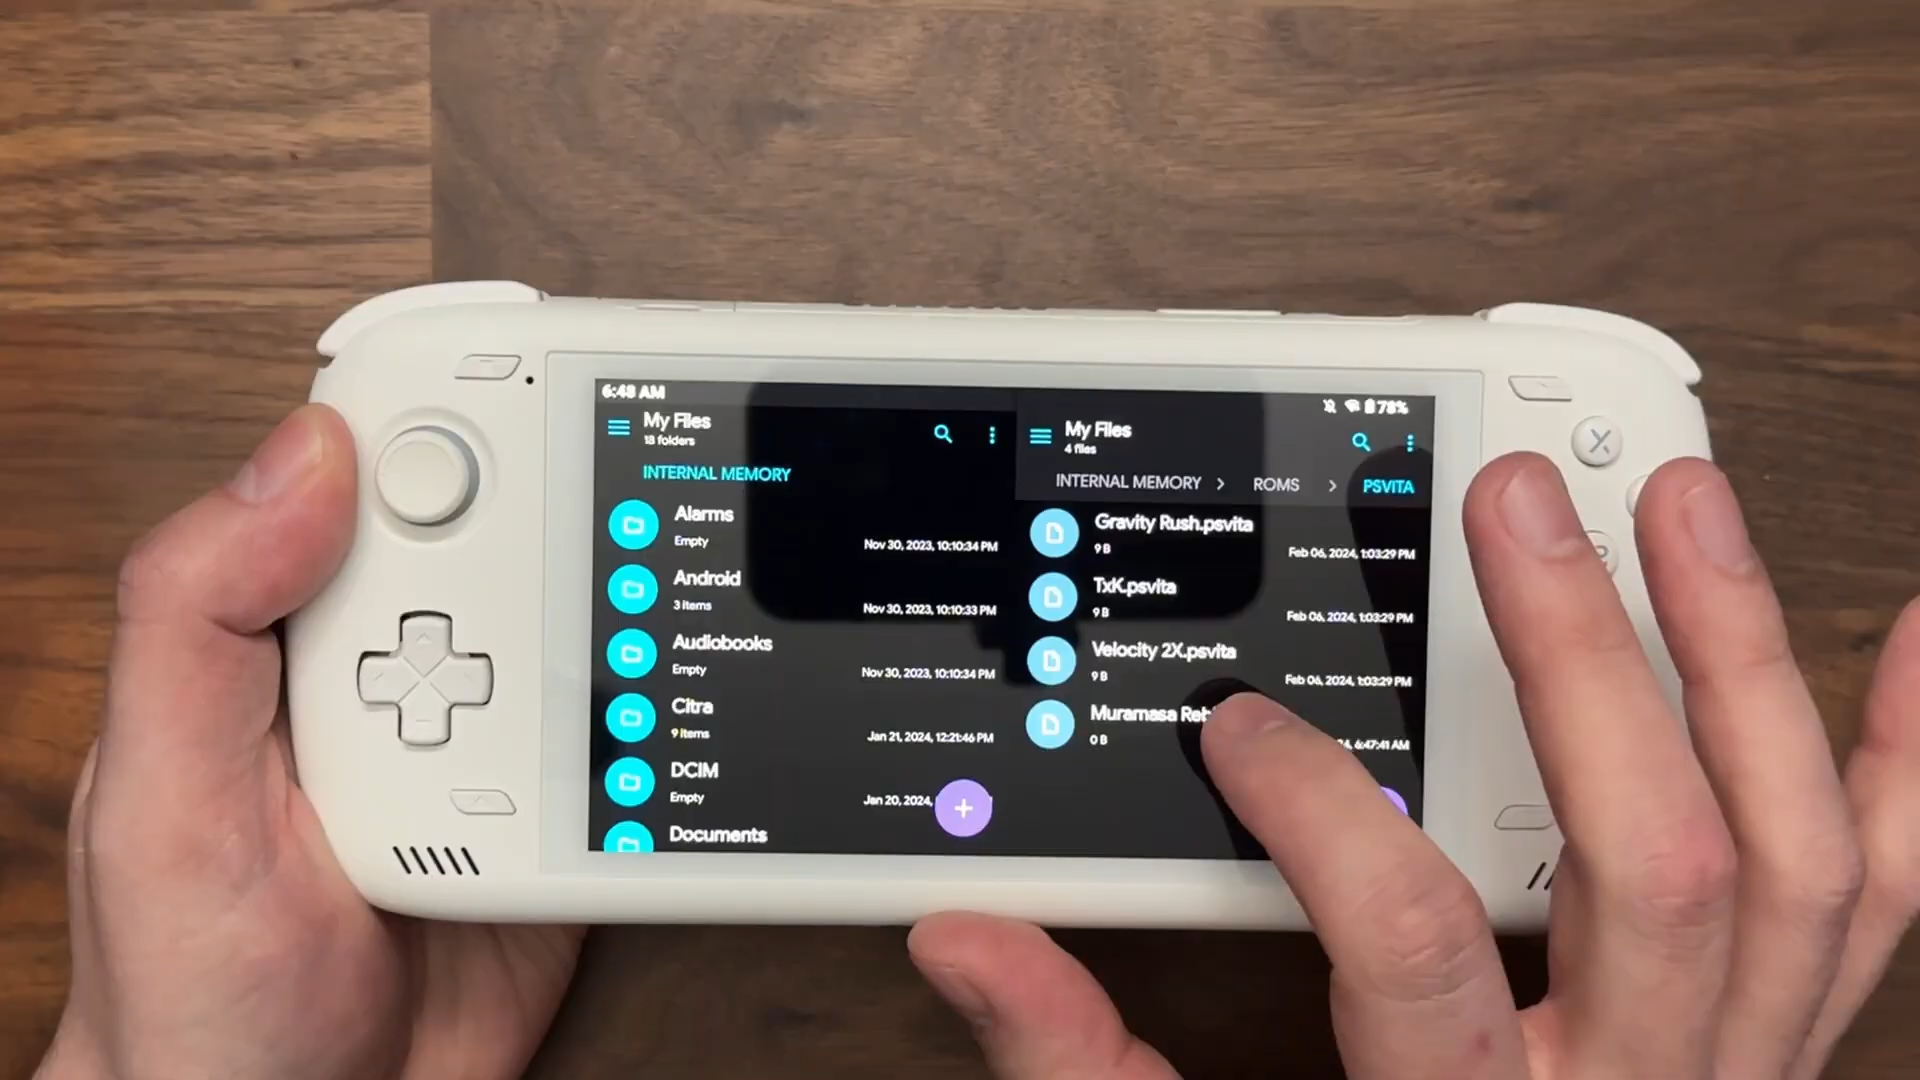 6:48 AM
78%
My Files
18 folders
INTERNAL MEMORY
Alarms
Empty
Nov 30, 2023, 10:10:34 PM
Android
3 items
Nov 30, 2023, 10:10:33 PM
Audiobooks
Empty
Nov 30, 2023, 10:10:34 PM
Citra
9 items
Jan 21, 2024, 12:21:46 PM
DCIM
Empty
Jan 20, 2024,
Documents
My Files
4 files
INTERNAL MEMORY > ROMS > PSVITA
Gravity Rush.psvita
9 B
Feb 06, 2024, 1:03:29 PM
TxK.psvita
9 B
Feb 06, 2024, 1:03:29 PM
Velocity 2X.psvita
9 B
Feb 06, 2024, 1:03:29 PM
Muramasa
0 B
6:47:41 AM
X